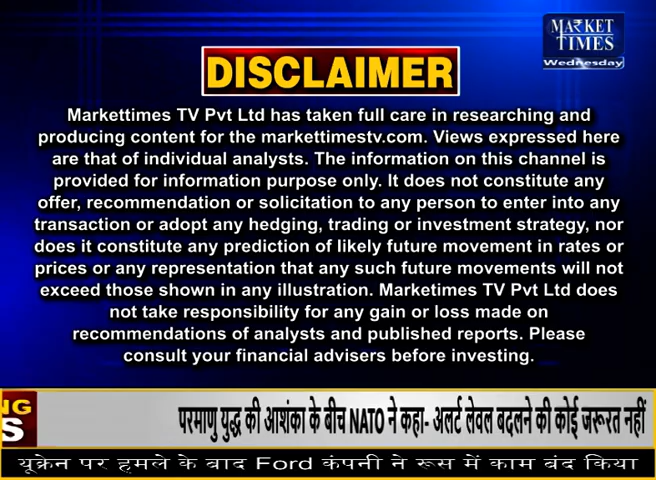 MARKET
TIMES
Wednesday
DISCLAIMER
Markettimes TV Pvt Ltd has taken full care in researching and
producing content for the markettimestv.com. Views expressed here
are that of individual analysts. The information on this channel is
provided for information purpose only. It does not constitute any
offer, recommendation or solicitation to any person to enter into any
transaction or adopt any hedging, trading or investment strategy, nor
does it constitute any prediction of likely future movement in rates or
prices or any representation that any such future movements will not
exceed those shown in any illustration. Marketimes TV Pvt Ltd does
not take responsibility for any gain or loss made on
recommendations of analysts and published reports. Please
consult your financial advisers before investing.
NG
S
परमाणु युद्ध की आशंका के बीच NATO ने कहा- अलर्ट लेवल बदलने की कोई जरूरत नहीं
यूक्रेन पर हमले के बाद Ford कंपनी ने रूस में काम बंद किया